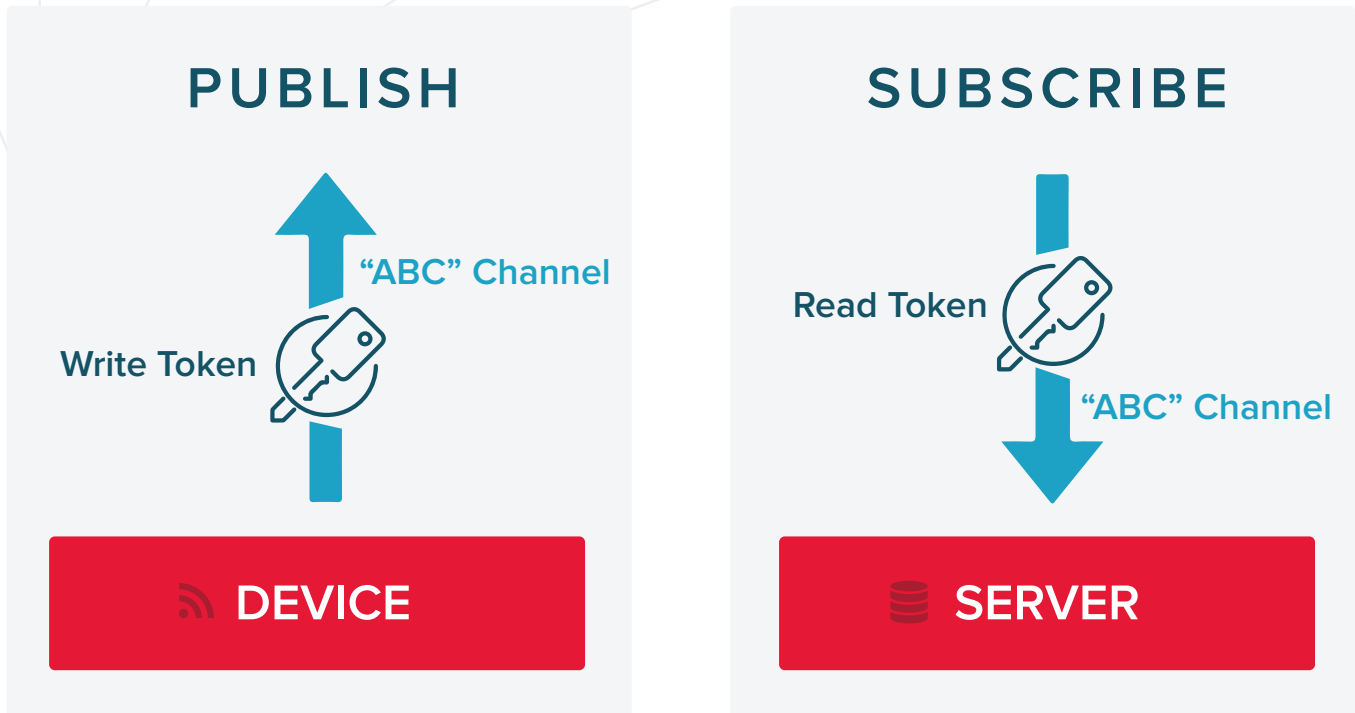 PUBLISH
“ABC” Channel
Write Token
DEVICE
SUBSCRIBE
Read Token
“ABC” Channel
SERVER